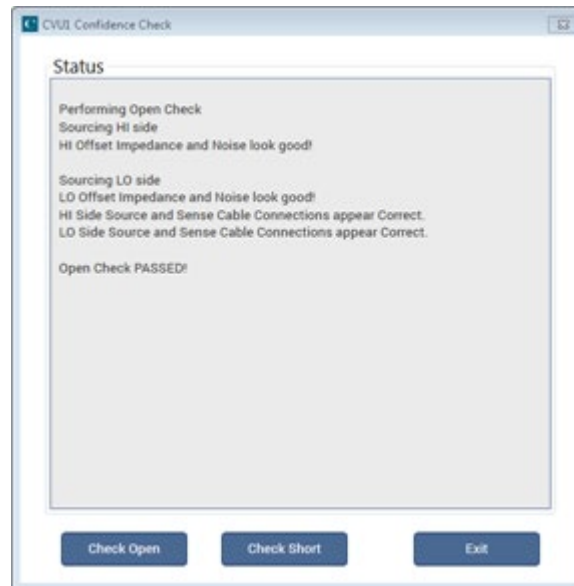 CVU1 Confidence Check
Status
Performing Open Check
Sourcing HI side
HI Offset Impedance and Noise look good!
Sourcing LO side
LO Offset Impedance and Noise look good!
HI Side Source and Sense Cable Connections appear Correct.
LO Side Source and Sense Cable Connections appear Correct.
Open Check PASSED!
Check Open
Check Short
Exit